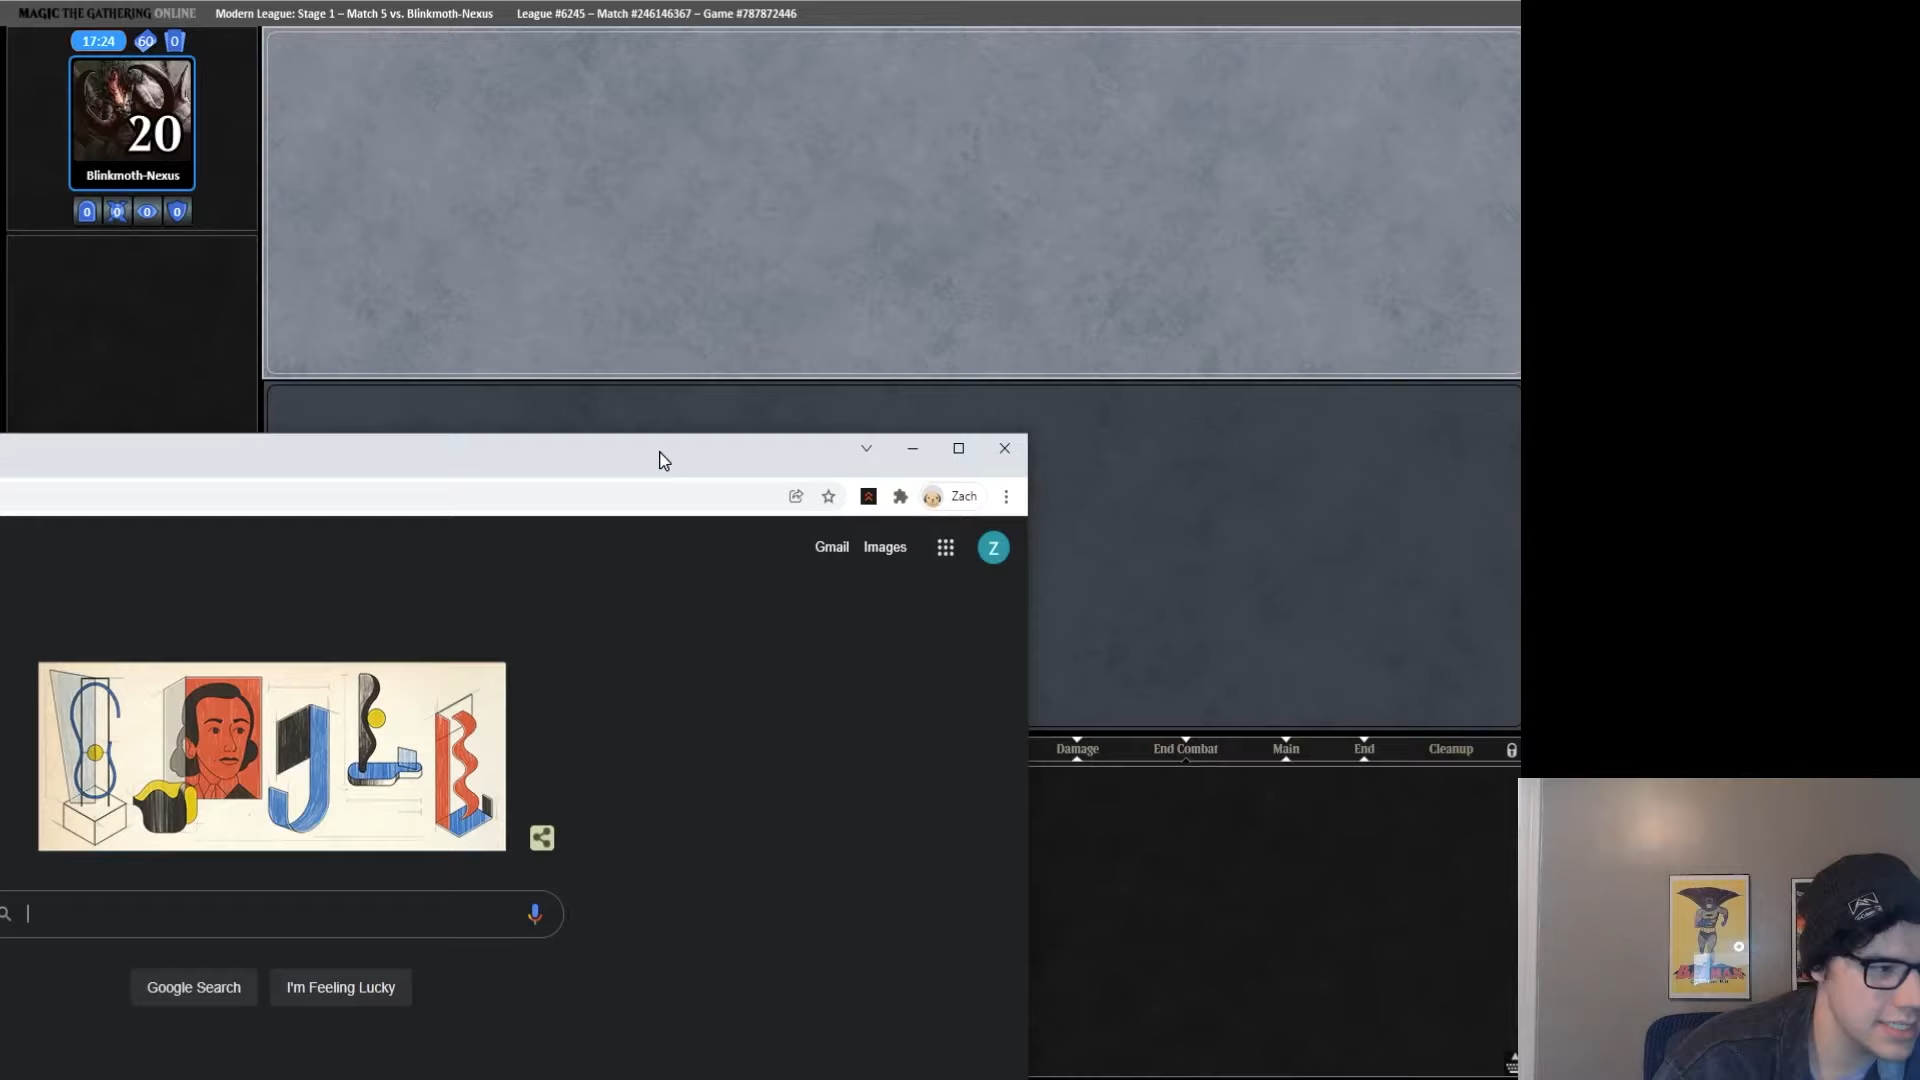 MAGIC THE GATHERING ONLINE Modern League: Stage 1 – Match 5 vs. Blinkmoth-Nexus League #6245 – Match #246146367 – Game #787872446
17:24 60 0
20
Blinkmoth-Nexus
0 0 0 0
Zach
Gmail Images Z
Damage End Combat Main End Cleanup
Google Search I'm Feeling Lucky
BATMAN